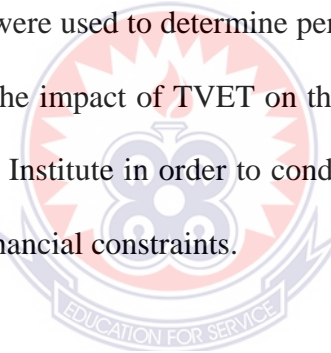 were used to determine per
he impact of TVET on th
Institute in order to cond
nancial constraints.
EDUCATION FOR SERVICE